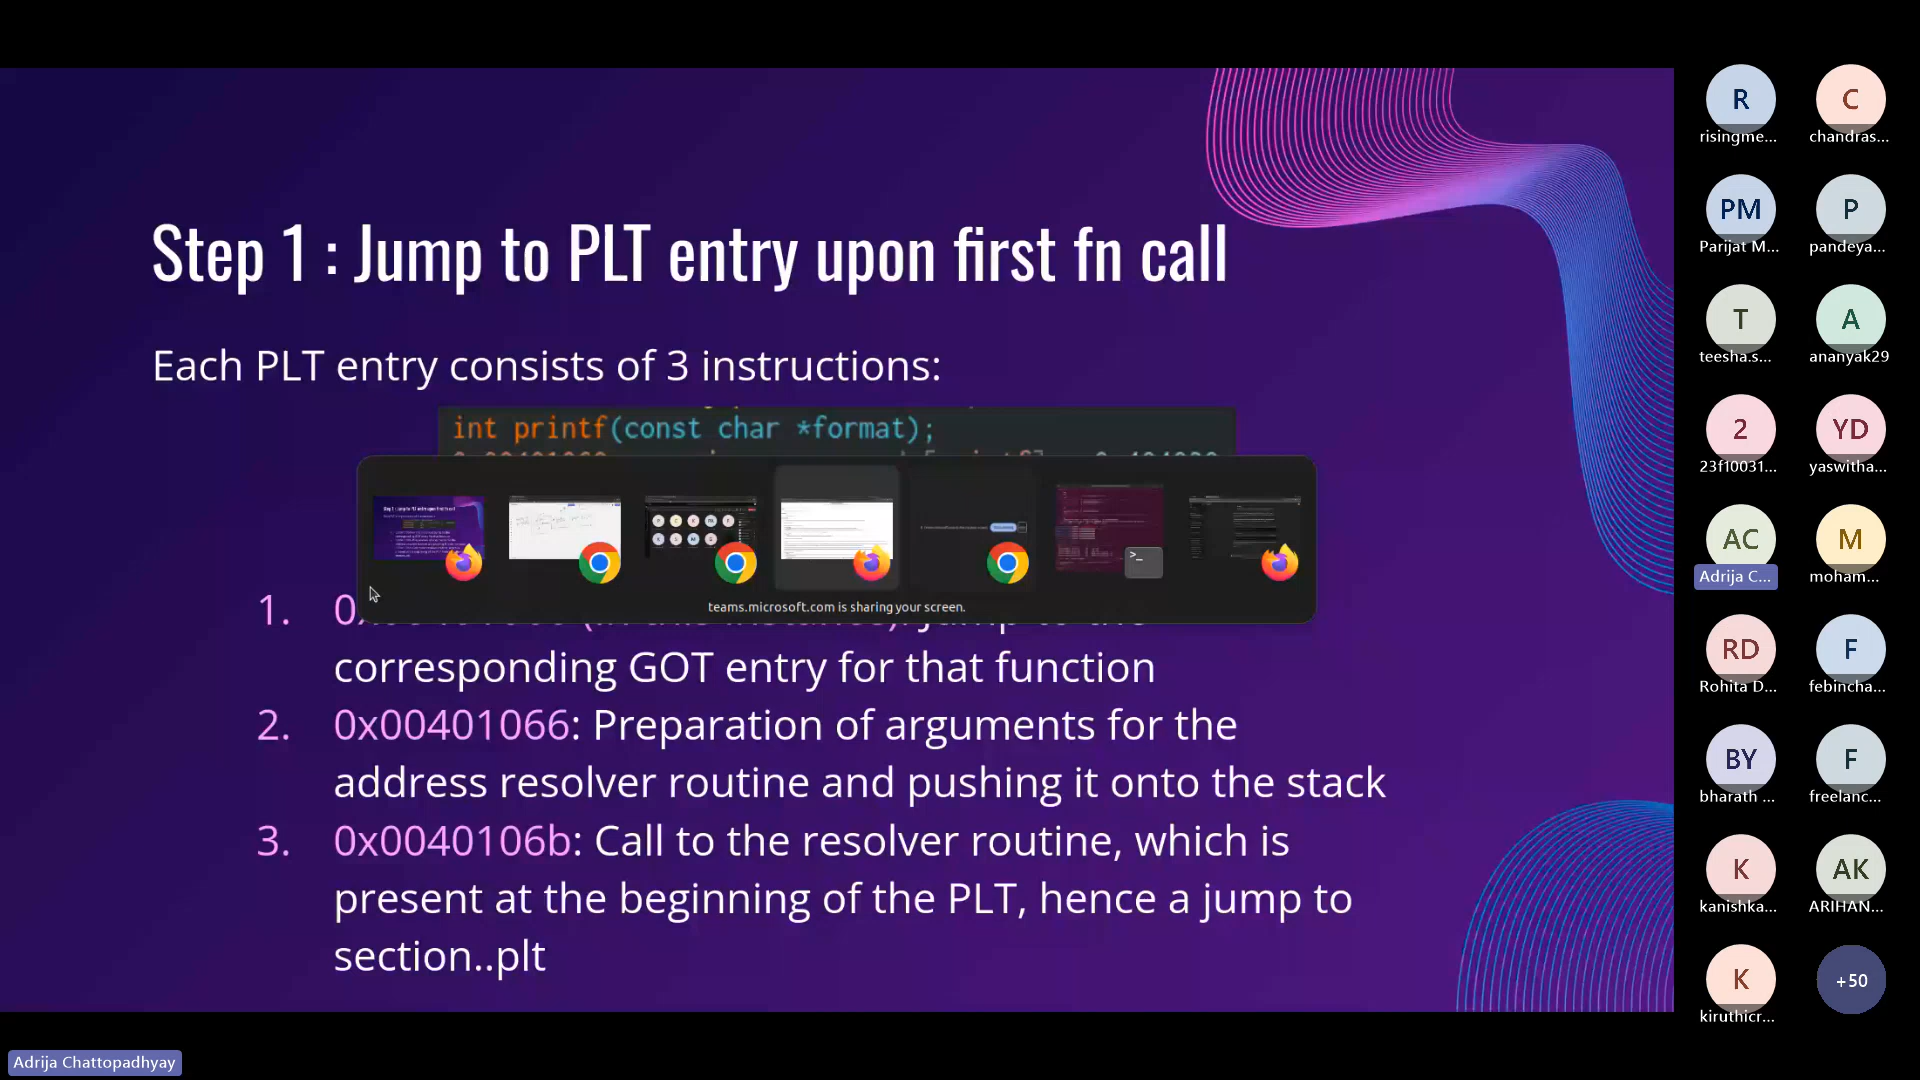 Step 1 : Jump to PLT entry upon first fn call
Each PLT entry consists of 3 instructions:
int printf(const char *format);
teams.microsoft.com is sharing your screen.
1. 0
corresponding GOT entry for that function
2. 0x00401066: Preparation of arguments for the
address resolver routine and pushing it onto the stack
3. 0x0040106b: Call to the resolver routine, which is
present at the beginning of the PLT, hence a jump to
section..plt
R
risingme...
C
chandras...
PM
Parijat M...
P
pandeya...
T
teesha.s...
A
ananyak29
2
23f10031...
YD
yaswitha...
AC
Adrija C...
M
moham...
RD
Rohita D...
F
febincha...
BY
bharath ...
F
freelanc...
K
kanishka...
AK
ARIHAN...
K
kiruthicr...
+50
Adrija Chattopadhyay